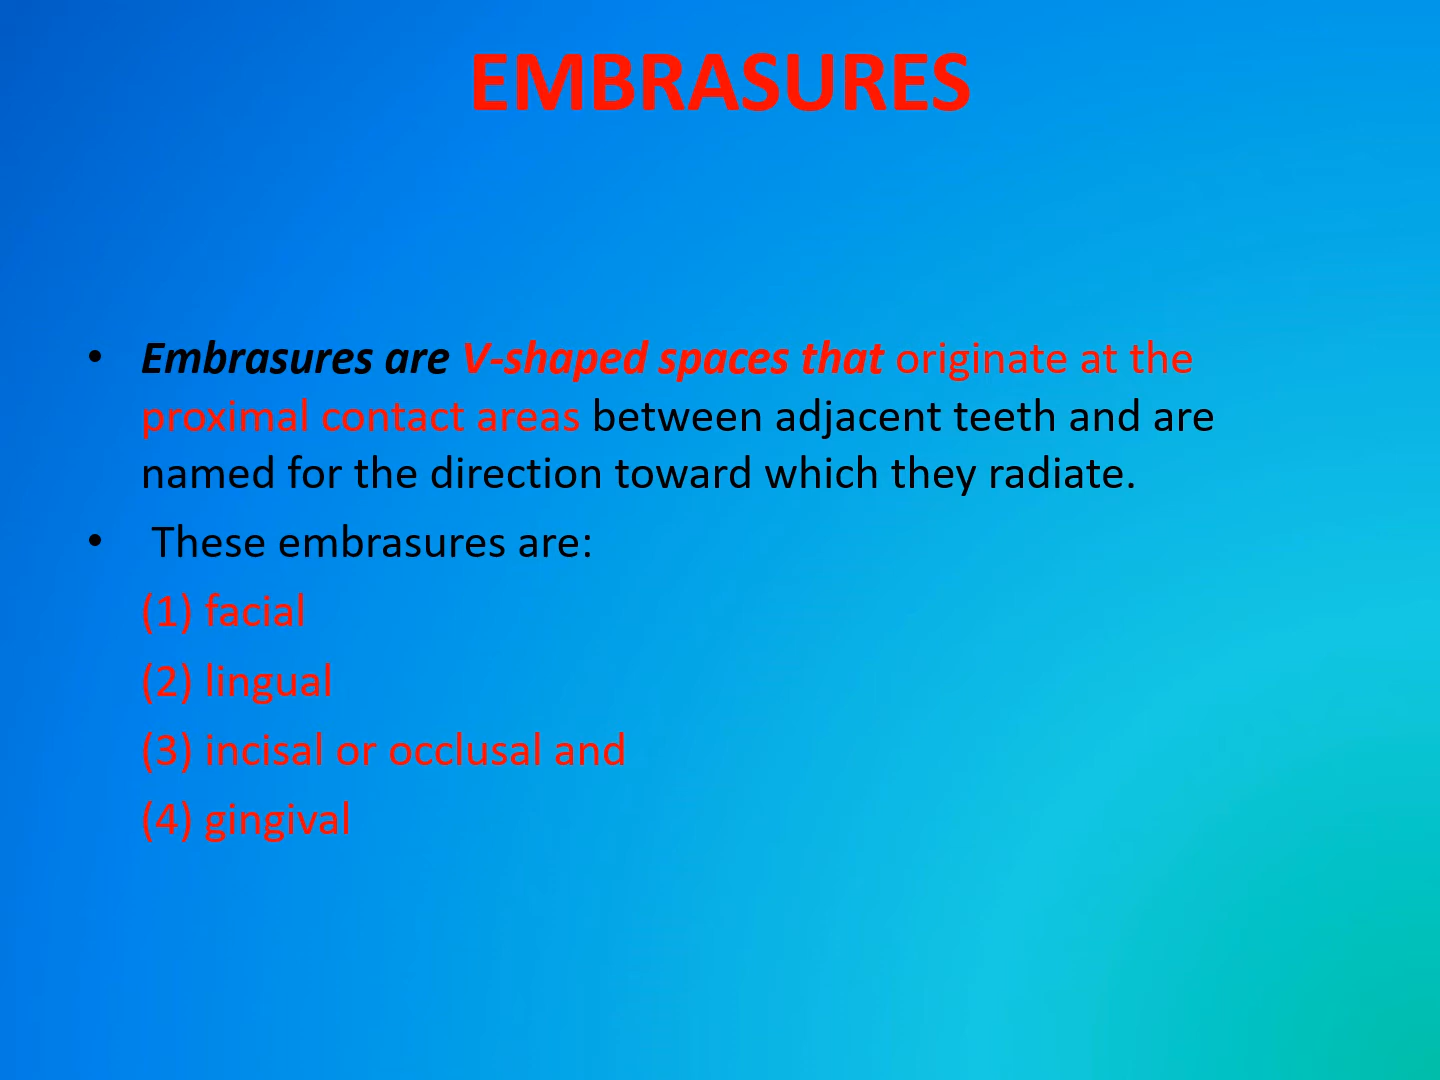 EMBRASURES
• Embrasures are V-shaped spaces that originate at the
proximal contact areas between adjacent teeth and are
named for the direction toward which they radiate.
• These embrasures are:
(1) facial
(2) lingual
(3) incisal or occlusal and
(4) gingival